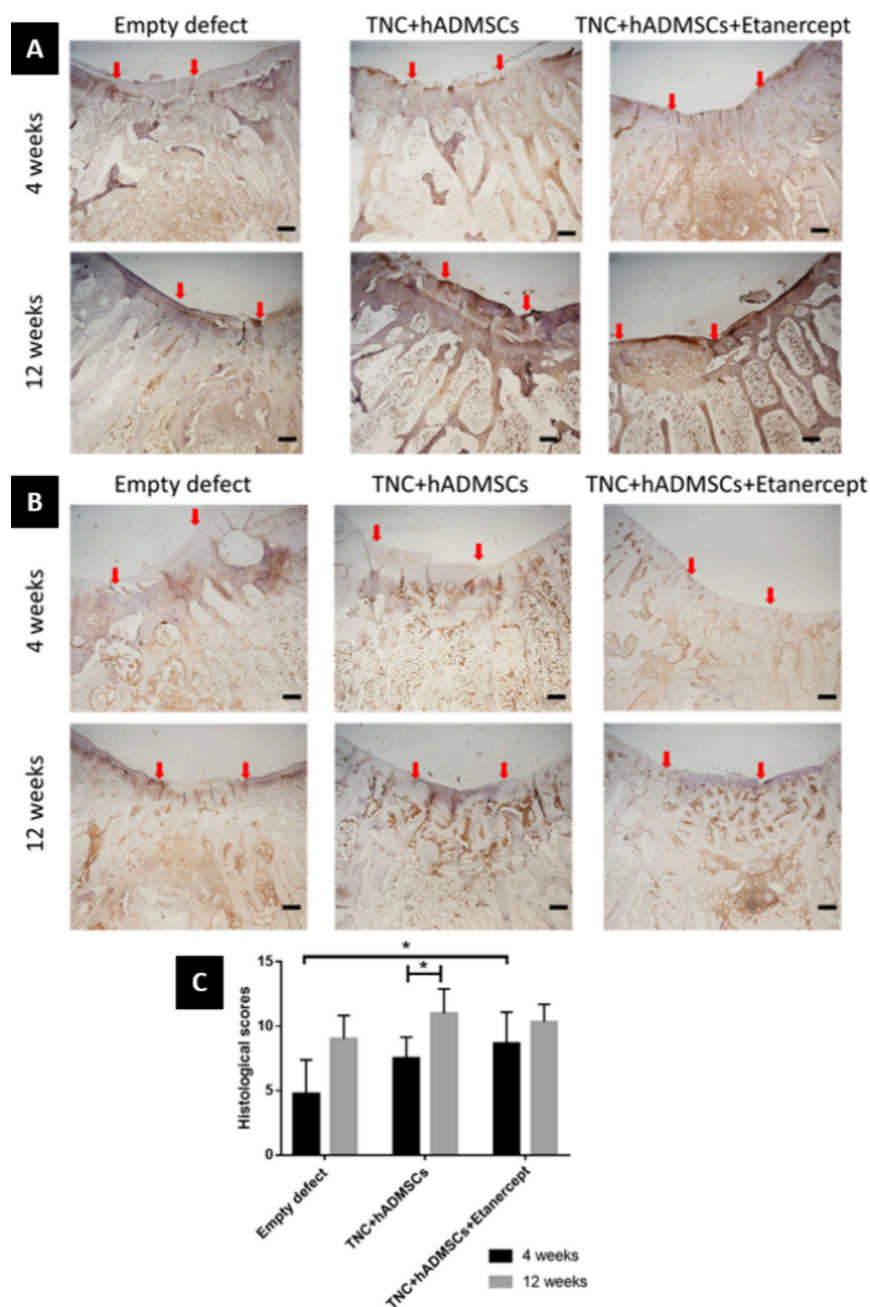 A
Empty defect
TNC+hADMSCs
TNC+hADMSCs+Etanercept
4 weeks
12 weeks
B
Empty defect
TNC+hADMSCs
TNC+hADMSCs+Etanercept
4 weeks
12 weeks
C
Histological scores
15
10
5
0
*
*
Empty defect
TNC+hADMSCs
TNC+hADMSCs+Etanercept
4 weeks
12 weeks